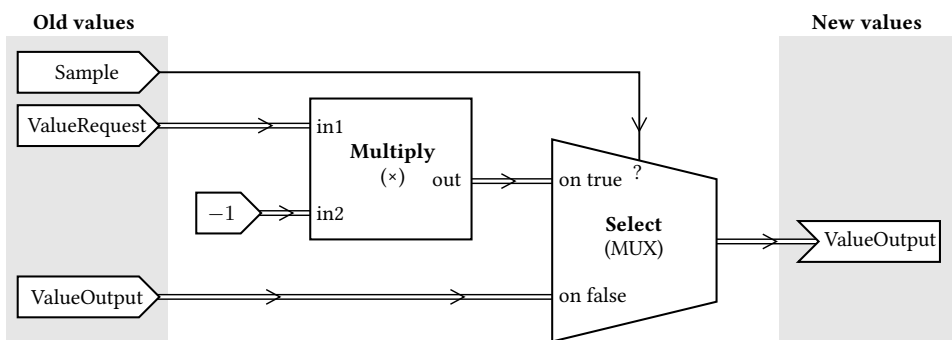 Old values
New values
Sample
ValueRequest
in1
Multiply
(×)
out
−1
in2
on true
?
Select
(MUX)
ValueOutput
ValueOutput
on false